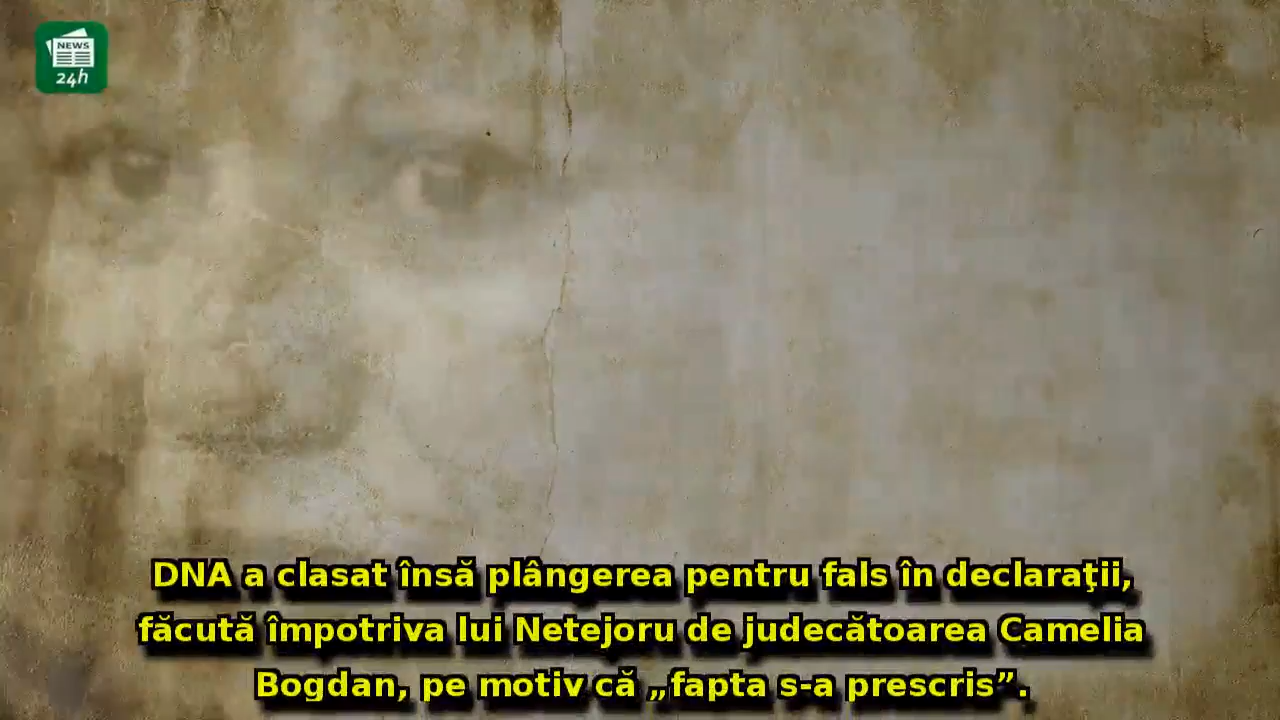 NEWS
24h
DNA a clasat însă plângerea pentru fals în declaraţii,
făcută împotriva lui Netejoru de judecătoarea Camelia
Bogdan, pe motiv că „fapta s-a prescris”.